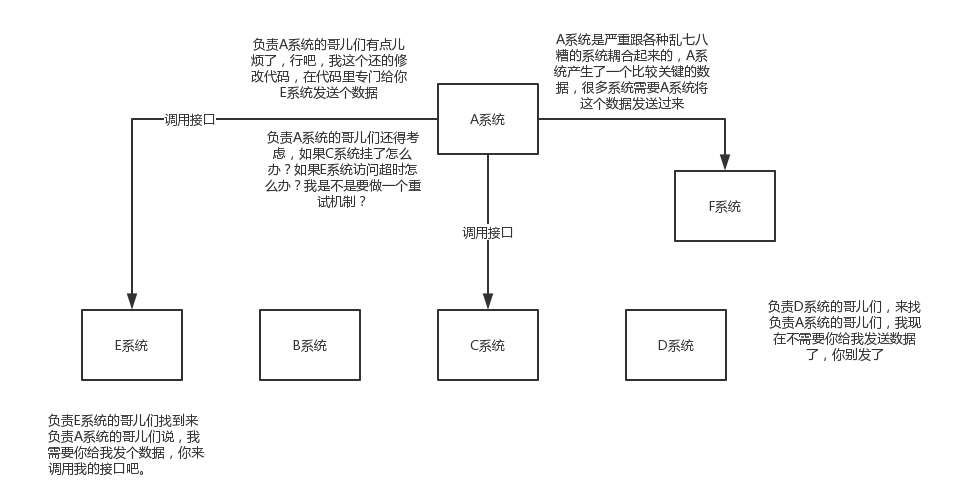 负责A系统的哥儿们有点儿
烦了，行吧，我这个还的修
改代码，在代码里专门给你
E系统发送个数据
A系统是严重跟各种乱七八
糟的系统耦合起来的，A系
统产生了一个比较关键的数
据，很多系统需要A系统将
这个数据发送过来
调用接口
A系统
负责A系统的哥儿们还得考
虑，如果C系统挂了怎么
办？如果E系统访问超时怎
么办？我是不是要做一个重
试机制？
F系统
调用接口
E系统
B系统
C系统
D系统
负责D系统的哥儿们，来找
负责A系统的哥儿们，我现
在不需要你给我发送数据
了，你别发了
负责E系统的哥儿们找到来
负责A系统的哥儿们说，我
需要你给我发个数据，你来
调用我的接口吧。